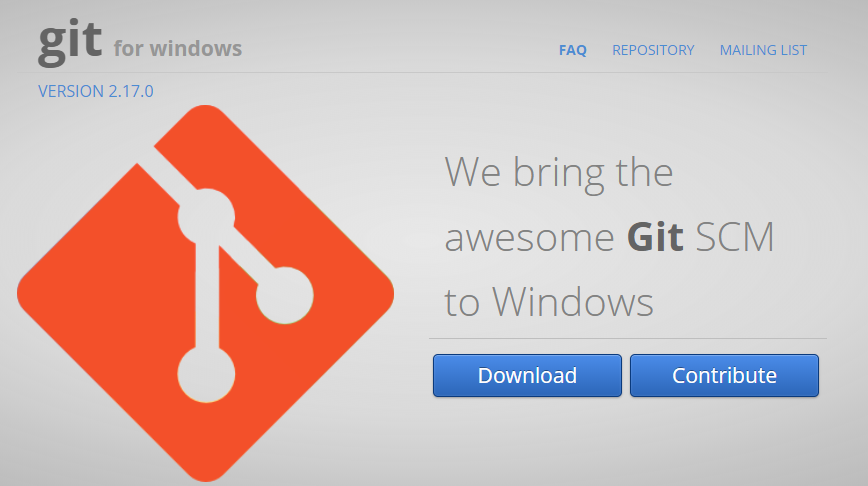 git for windows
FAQ REPOSITORY MAILING LIST
VERSION 2.17.0
We bring the
awesome Git SCM
to Windows
Download Contribute